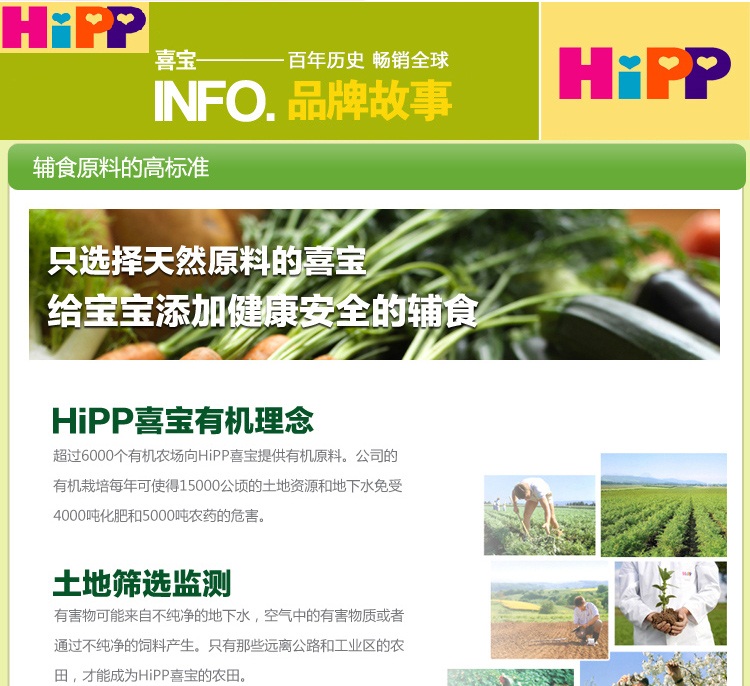 HiPP
喜宝——百年历史 畅销全球
INFO. 品牌故事
HiPP
辅食原料的高标准
只选择天然原料的喜宝
给宝宝添加健康安全的辅食
HiPP喜宝有机理念
超过6000个有机农场向HiPP喜宝提供有机原料。公司的
有机栽培每年可使得15000公顷的土地资源和地下水免受
4000吨化肥和5000吨农药的危害。
土地筛选监测
有害物可能来自不纯净的地下水，空气中的有害物质或者
通过不纯净的饲料产生。只有那些远离公路和工业区的农
田，才能成为HiPP喜宝的农田。